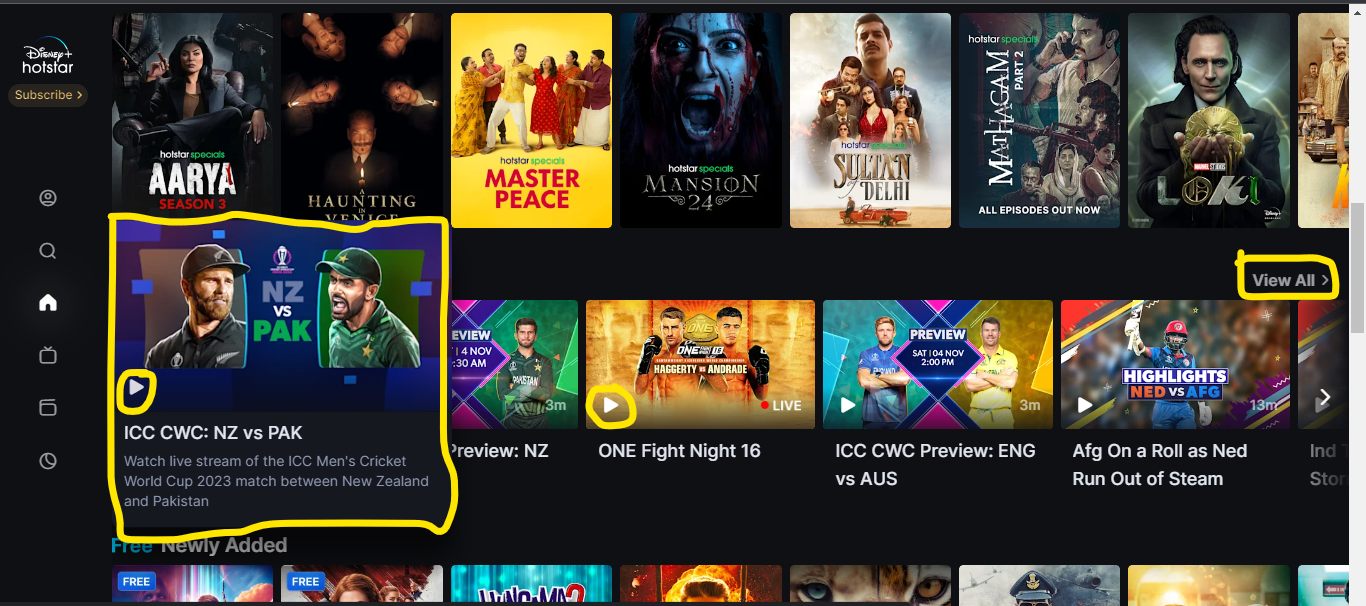 Disney+
hotstar
Subscribe >
hotstar specials
AARYA
SEASON 3
A
HAUNTING
IN
VENICE
hotstar specials
MASTER
PEACE
hotstar specials
MANSION
24
hotstar specials
SULTAN
of DELHI
hotstar specials
MATHAGAM
PART 2
ALL EPISODES OUT NOW
MARVEL STUDIOS
LOKI
Disney+
View All >
NZ
VS
PAK
ICC CWC: NZ vs PAK
Watch live stream of the ICC Men's Cricket
World Cup 2023 match between New Zealand
and Pakistan
EVIEW
T | 4 NOV
:30 AM
PAKISTAN
3m
Preview: NZ
ONE
FIGHT NIGHT 16
HAGGERTY VS ANDRADE
LIVE
ONE Fight Night 16
PREVIEW
SAT | 04 NOV
2:00 PM
3m
ICC CWC Preview: ENG
vs AUS
HIGHLIGHTS
NED VS AFG
13m
Afg On a Roll as Ned
Run Out of Steam
Ind
Stor
Free Newly Added
FREE
FREE
HUNGAMA 2